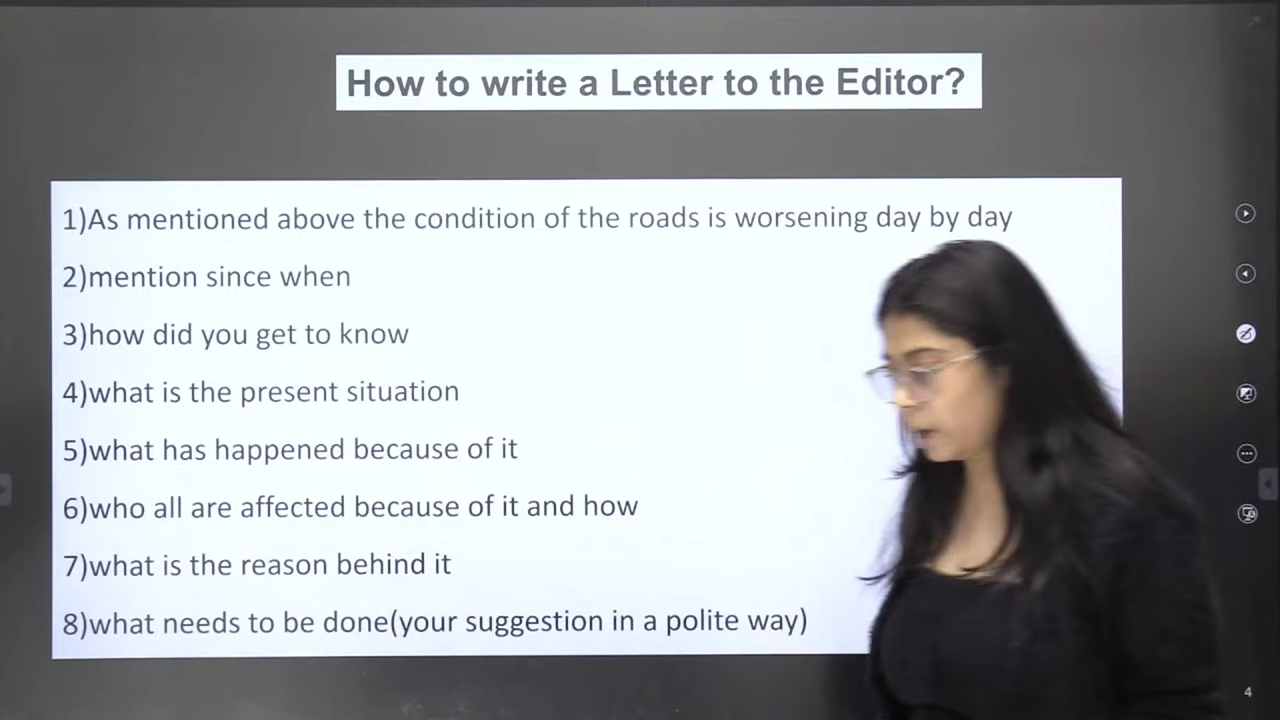 How to write a Letter to the Editor?
1)As mentioned above the condition of the roads is worsening day by day
2)mention since when
3)how did you get to know
4)what is the present situation
5)what has happened because of it
6)who all are affected because of it and how
7)what is the reason behind it
8)what needs to be done(your suggestion in a polite way)
4